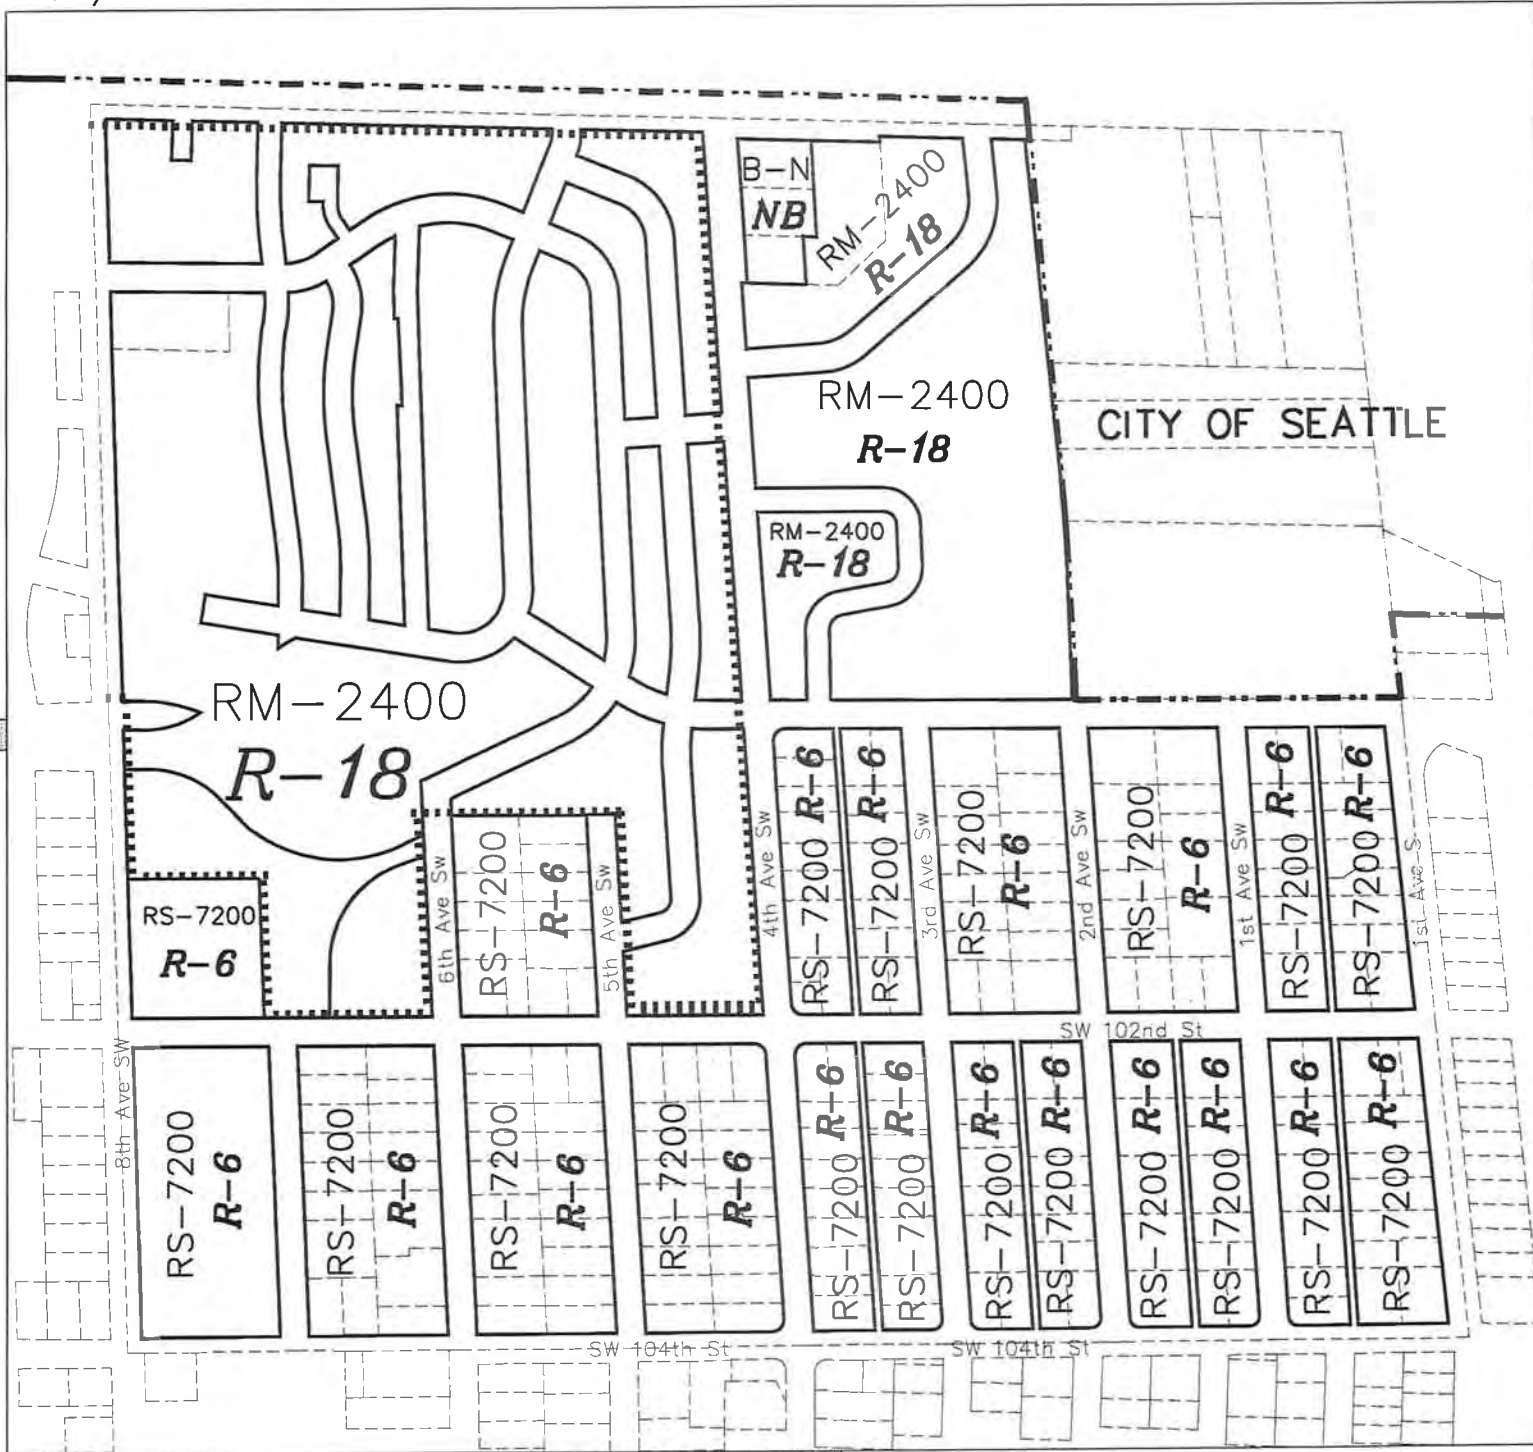 B-N
NB
RM-2400
R-18
RM-2400
R-18
CITY OF SEATTLE
RM-2400
R-18
RM-2400
R-18
RS-7200
R-6
6th Ave Sw
RS-7200
R-6
5th Ave Sw
4th Ave Sw
RS-7200 R-6
RS-7200 R-6
3rd Ave Sw
RS-7200
R-6
2nd Ave Sw
RS-7200
R-6
1st Ave Sw
RS-7200 R-6
RS-7200 R-6
1st Ave S
SW 102nd St
8th Ave SW
RS-7200
R-6
RS-7200
R-6
RS-7200
R-6
RS-7200
R-6
RS-7200 R-6
RS-7200 R-6
RS-7200 R-6
RS-7200 R-6
RS-7200 R-6
RS-7200 R-6
RS-7200 R-6
RS-7200 R-6
SW 104th St
SW 104th St